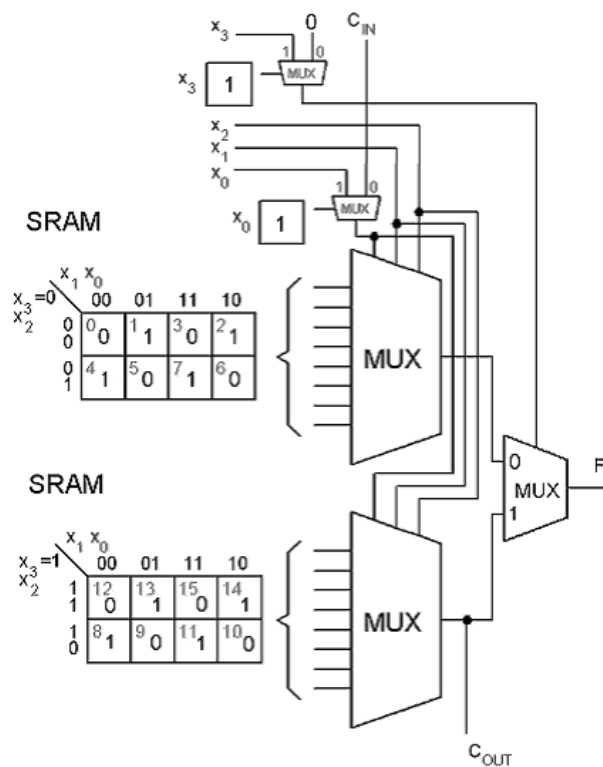 x3 0 CIN
1 0
MUX
x3 1
x2
x1
x0
1 0
MUX
x0 1
SRAM
x1 x0
x3=0 00 01 11 10
x2
0 0 0 0 1 1 3 0 2 1
0 1 4 1 5 0 7 1 6 0
MUX
0
MUX F
1
SRAM
x1 x0
x3=1 00 01 11 10
x2
1 1 12 0 13 1 15 0 14 1
1 0 8 1 9 0 11 1 10 0
MUX
COUT